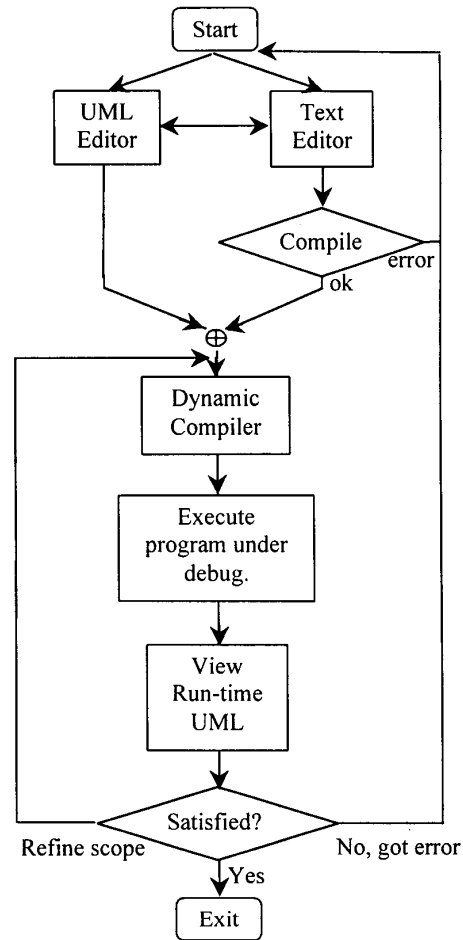 Start
UML
Editor
Text
Editor
Compile
error
ok
Dynamic
Compiler
Execute
program under
debug.
View
Run-time
UML
Satisfied?
Refine scope
No, got error
Yes
Exit